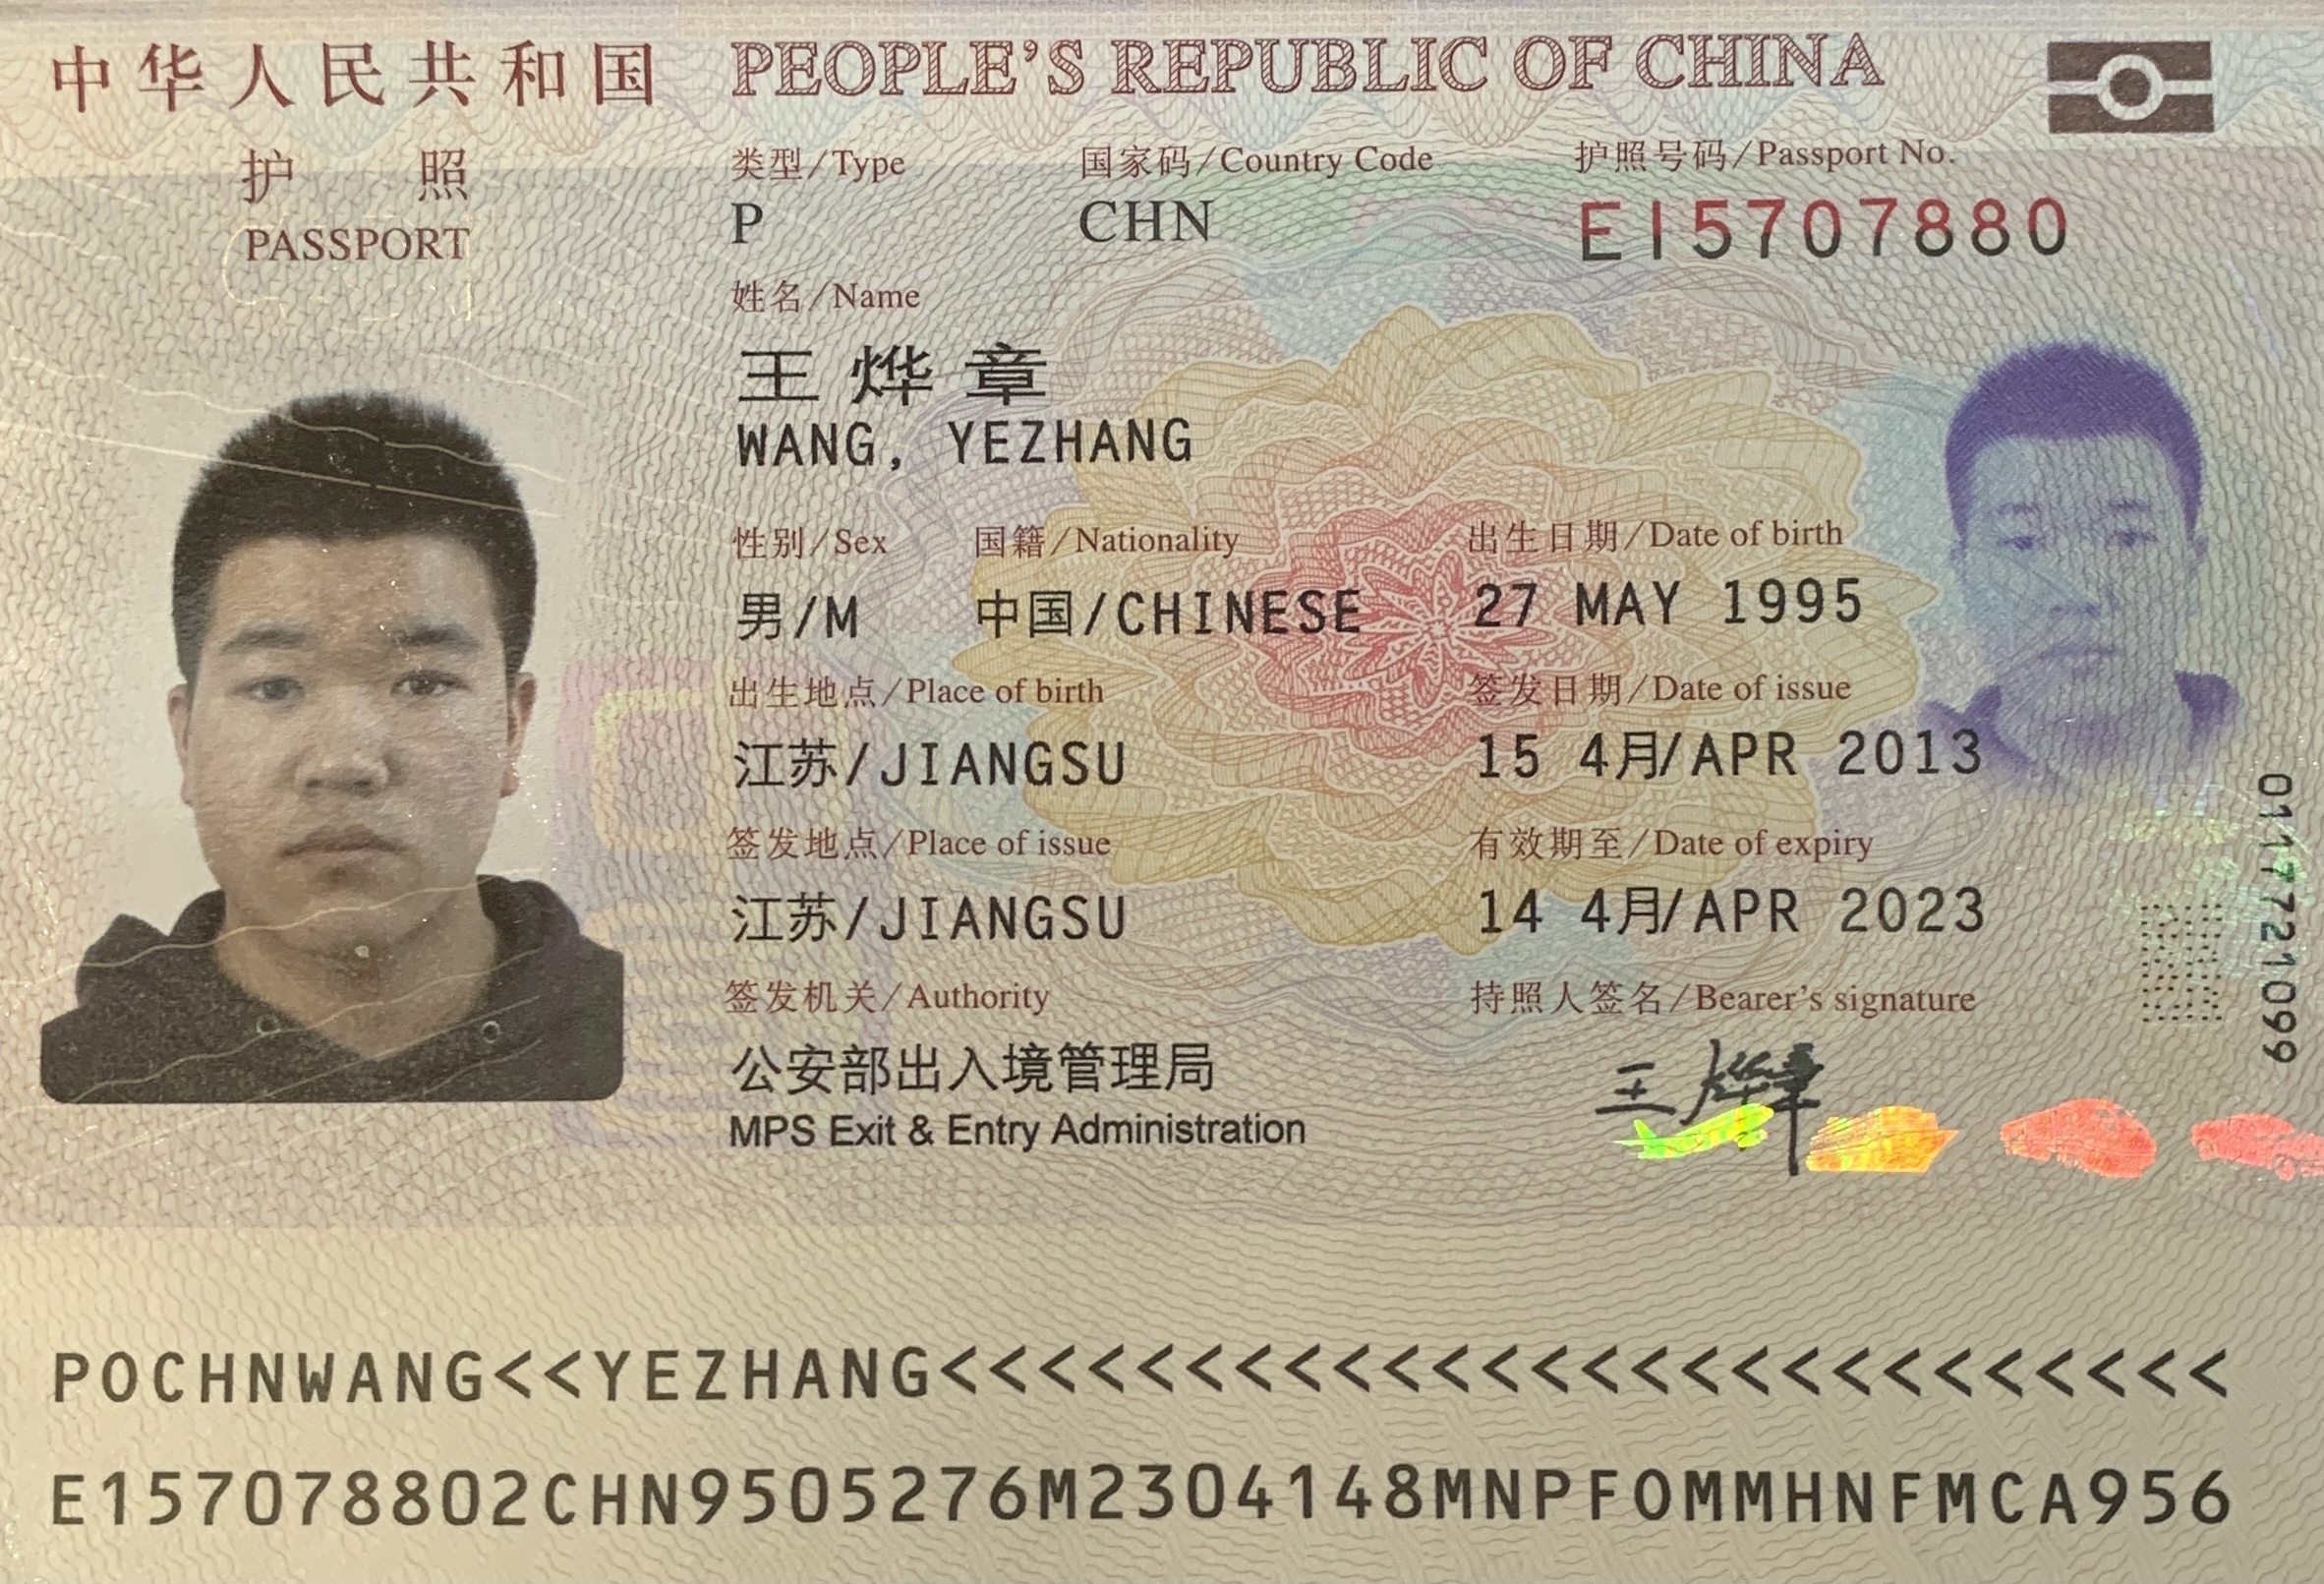 中华人民共和国 PEOPLE'S REPUBLIC OF CHINA
护照
PASSPORT
类型/Type 国家码/Country Code 护照号码/Passport No.
P CHN E15707880
姓名/Name
王烨章
WANG, YEZHANG
性别/Sex 国籍/Nationality 出生日期/Date of birth
男/M 中国/CHINESE 27 MAY 1995
出生地点/Place of birth 签发日期/Date of issue
江苏/JIANGSU 15 4月/APR 2013
签发地点/Place of issue 有效期至/Date of expiry
江苏/JIANGSU 14 4月/APR 2023
签发机关/Authority 持照人签名/Bearer's signature
公安部出入境管理局 王烨章
MPS Exit & Entry Administration
0117721099
POCHNWANG<<YEZHANG<<<<<<<<<<<<<<<<<<<<<<<<<<
E157078802CHN9505276M2304148MNPFOMMHNFMCA956